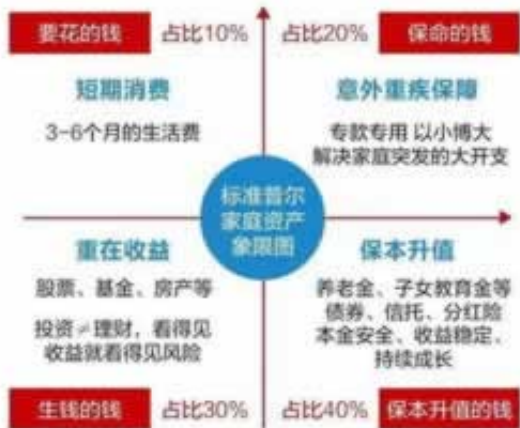 要花的钱 占比10%
占比20% 保命的钱
短期消费
3-6个月的生活费
意外重疾保障
专款专用 以小博大
解决家庭突发的大开支
标准普尔
家庭资产
象限图
重在收益
股票、基金、房产等
投资≠理财，看得见
收益就看得见风险
保本升值
养老金、子女教育金等
债券、信托、分红险
本金安全、收益稳定、
持续成长
生钱的钱 占比30%
占比40% 保本升值的钱